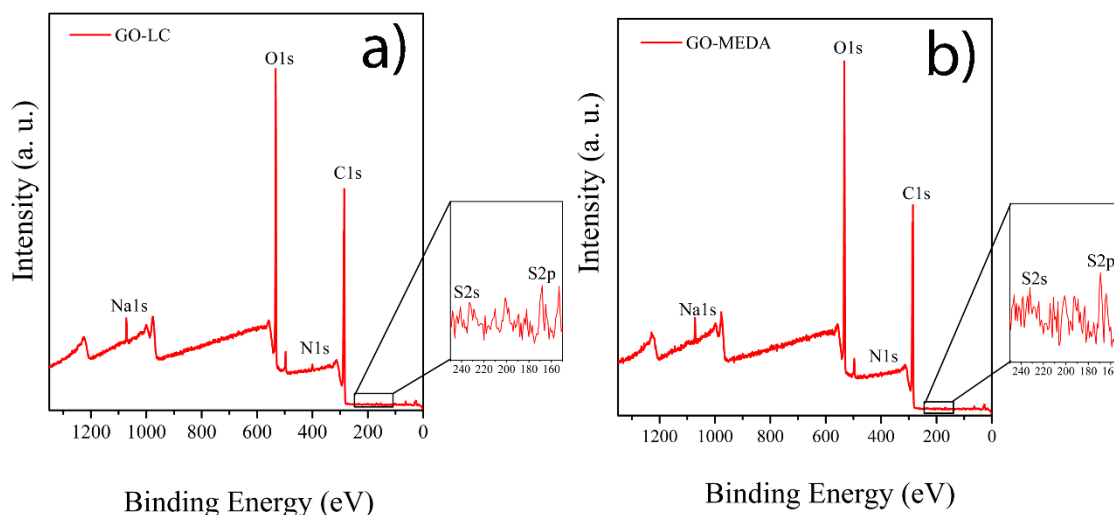 GO-LC
a)
O1s
C1s
Na1s
N1s
S2s
S2p
240 220 200 180 160
1200 1000 800 600 400 200 0
Intensity (a. u.)
Binding Energy (eV)
GO-MEDA
b)
O1s
C1s
Na1s
N1s
S2s
S2p
240 220 200 180 160
1200 1000 800 600 400 200 0
Intensity (a. u.)
Binding Energy (eV)